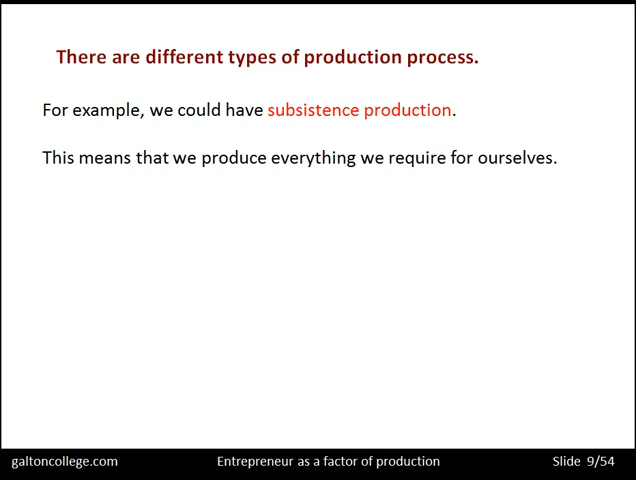 There are different types of production process.
For example, we could have subsistence production.
This means that we produce everything we require for ourselves.
galtoncollege.com Entrepreneur as a factor of production Slide 9/54